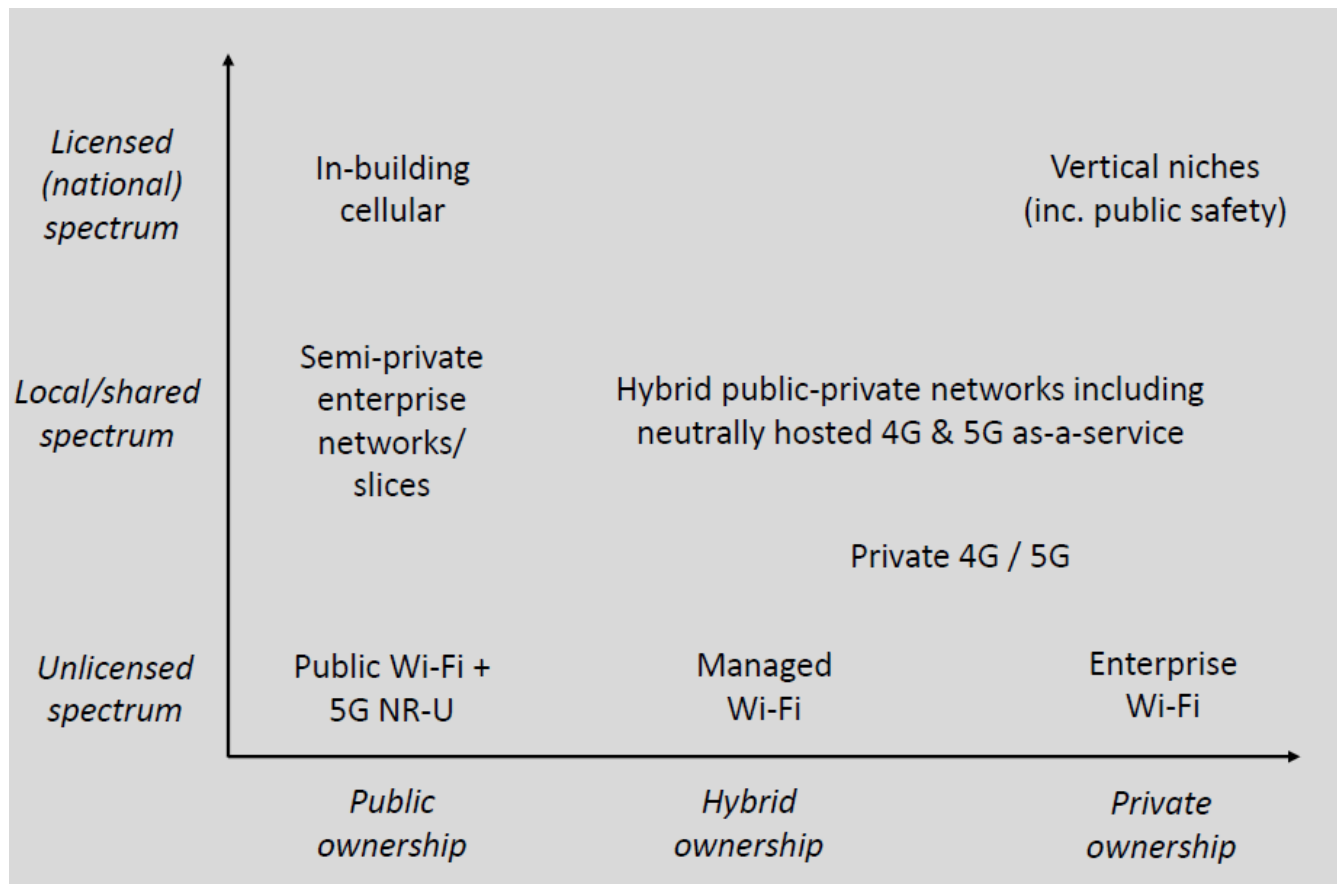 Licensed
(national)
spectrum
In-building
cellular
Vertical niches
(inc. public safety)
Local/shared
spectrum
Semi-private
enterprise
networks/
slices
Hybrid public-private networks including
neutrally hosted 4G & 5G as-a-service
Private 4G / 5G
Unlicensed
spectrum
Public Wi-Fi +
5G NR-U
Managed
Wi-Fi
Enterprise
Wi-Fi
Public
ownership
Hybrid
ownership
Private
ownership